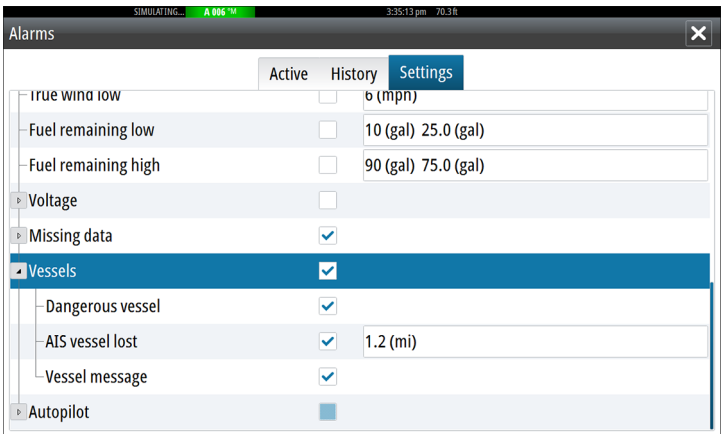 SIMULATING... A 006 °M 3:35:13 pm 70.3 ft
Alarms
Active History Settings
True wind low 6 (mph)
Fuel remaining low 10 (gal) 25.0 (gal)
Fuel remaining high 90 (gal) 75.0 (gal)
Voltage
Missing data
Vessels
Dangerous vessel
AIS vessel lost 1.2 (mi)
Vessel message
Autopilot